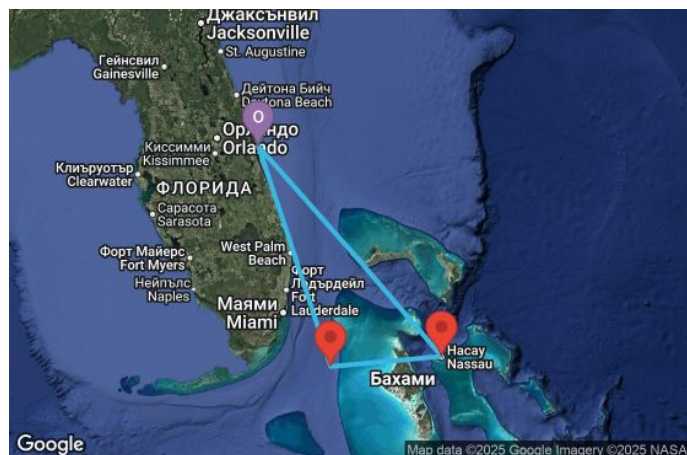 Джаксънвил
Jacksonville
St. Augustine
Гейнсвил
Gainesville
Дейтона Бийч
Daytona Beach
O
Орландо
Orlando
Киссимми
Kissimmee
Клиъруотър
Clearwater
ФЛОРИДА
Сарасота
Sarasota
Форт Майерс
Fort Myers
West Palm
Beach
Форт
Лодърдейл
Fort
Lauderdale
Нейпълс
Naples
Маями
Miami
Насау
Nassau
Бахами
Google
Map data ©2025 Google Imagery ©2025 NASA